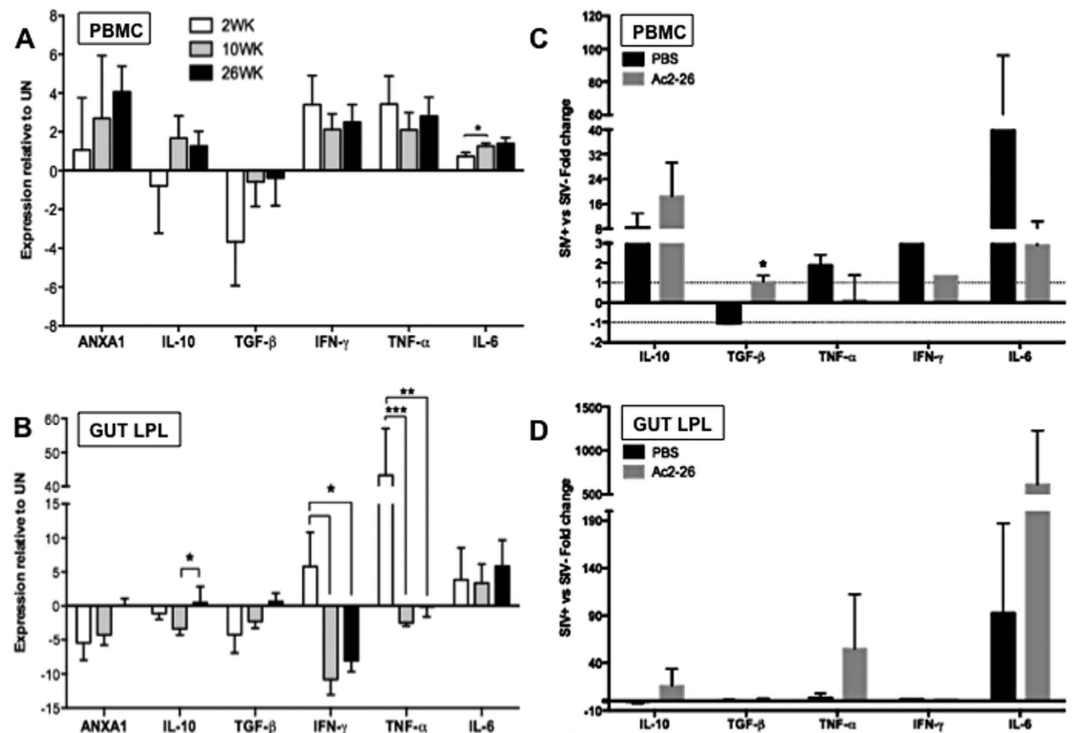 A
PBMC
2WK
10WK
26WK
Expression relative to UN
8
6
4
2
0
-2
-4
-6
-8
*
ANXA1 IL-10 TGF-β IFN-γ TNF-α IL-6
B
GUT LPL
Expression relative to UN
60
50
40
15
10
5
0
-5
-10
-15
*
*
***
**
ANXA1 IL-10 TGF-β IFN-γ TNF-α IL-6
C
PBMC
PBS
Ac2-26
SIV+ vs SIV- Fold change
120
100
80
60
40
32
24
16
8
3
2
1
0
-1
-2
*
IL-10 TGF-β TNF-α IFN-γ IL-6
D
GUT LPL
PBS
Ac2-26
SIV+ vs SIV- Fold change
1500
1000
500
190
140
90
40
-10
IL-10 TGF-β TNF-α IFN-γ IL-6